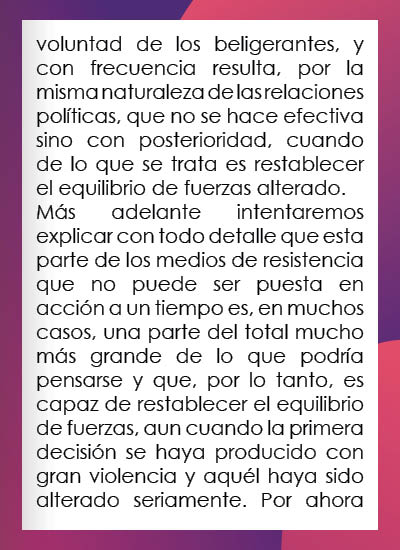 voluntad de los beligerantes, y
con frecuencia resulta, por la
misma naturaleza de las relaciones
políticas, que no se hace efectiva
sino con posterioridad, cuando
de lo que se trata es restablecer
el equilibrio de fuerzas alterado.
Más adelante intentaremos
explicar con todo detalle que esta
parte de los medios de resistencia
que no puede ser puesta en
acción a un tiempo es, en muchos
casos, una parte del total mucho
más grande de lo que podría
pensarse y que, por lo tanto, es
capaz de restablecer el equilibrio
de fuerzas, aun cuando la primera
decisión se haya producido con
gran violencia y aquél haya sido
alterado seriamente. Por ahora